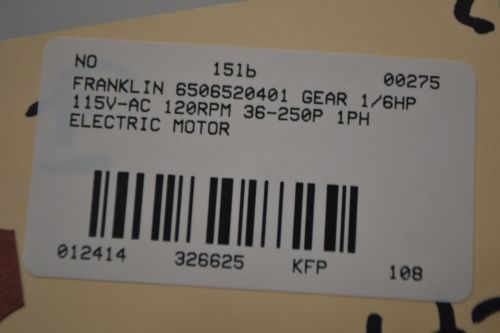 NO 15lb 00275
FRANKLIN 6506520401 GEAR 1/6HP
115V-AC 120RPM 36-250P 1PH
ELECTRIC MOTOR
012414 326625 KFP 108